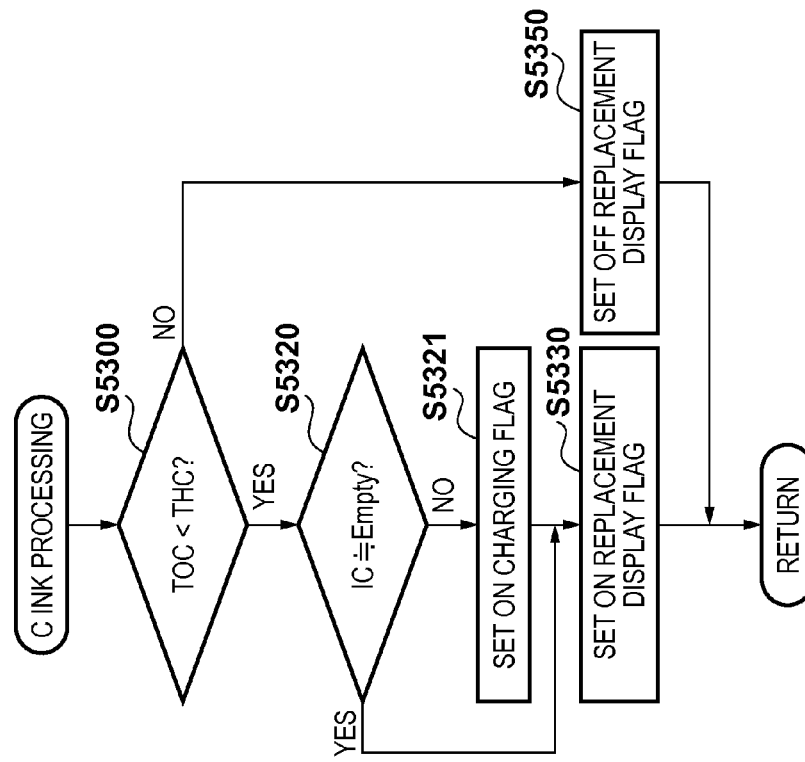 C INK PROCESSING
S5300
TOC < THC?
NO
YES
S5320
IC≒Empty?
YES
NO
S5321
SET ON CHARGING FLAG
S5330
SET ON REPLACEMENT
DISPLAY FLAG
S5350
SET OFF REPLACEMENT
DISPLAY FLAG
RETURN